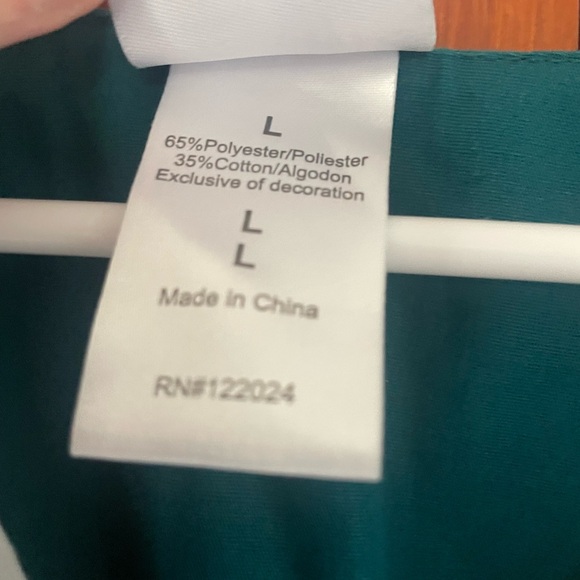 L
65%Polyester/Poliester
35%Cotton/Algodon
Exclusive of decoration
L
L
Made in China
RN#122024